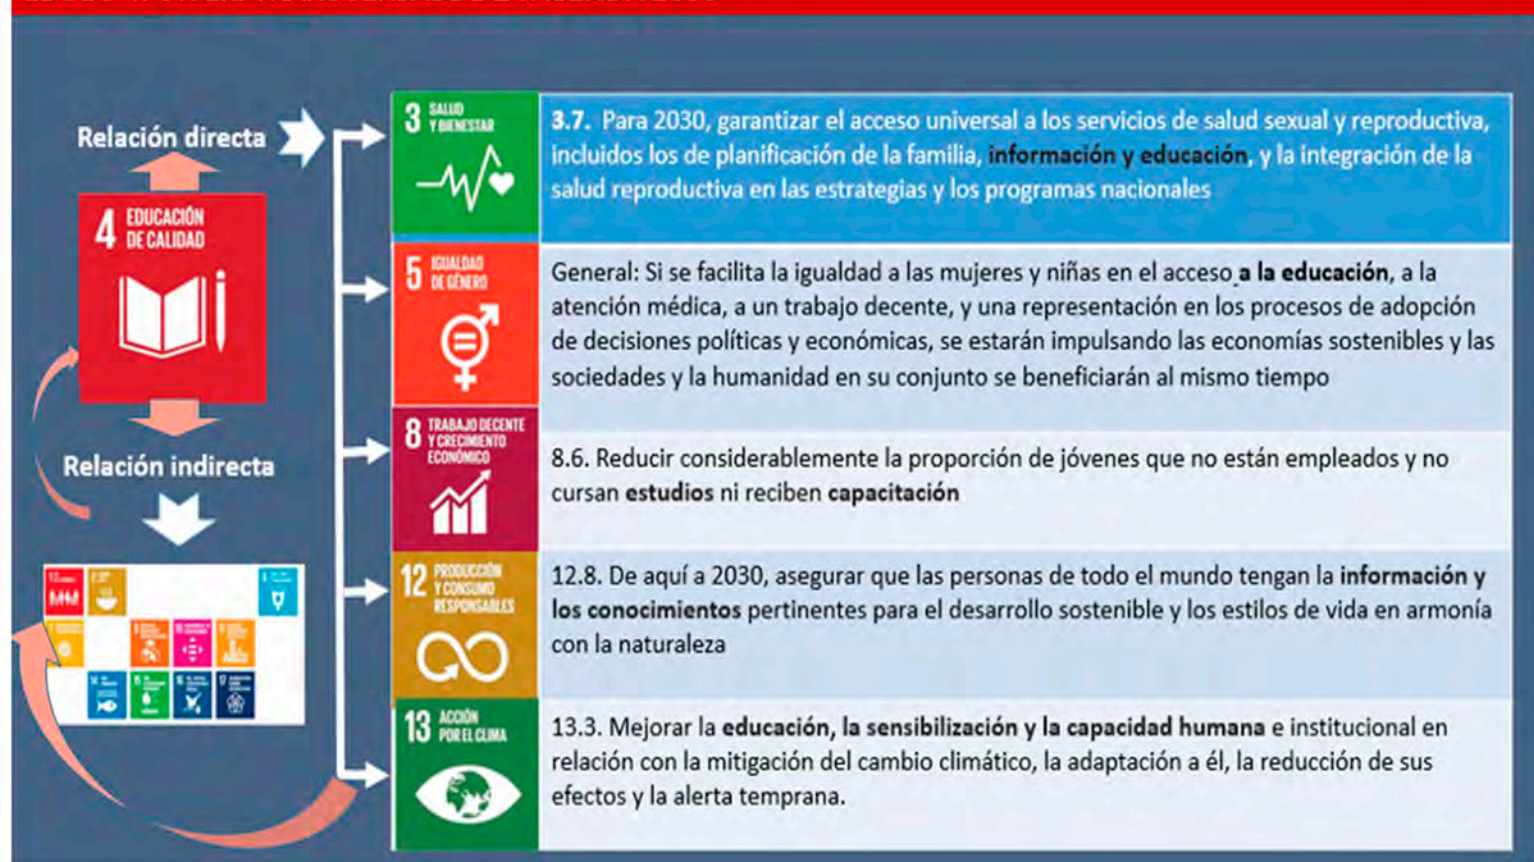 Relación directa
4 EDUCACIÓN
DE CALIDAD
Relación indirecta
3 SALUD
Y BIENESTAR
3.7. Para 2030, garantizar el acceso universal a los servicios de salud sexual y reproductiva,
incluidos los de planificación de la familia, información y educación, y la integración de la
salud reproductiva en las estrategias y los programas nacionales
5 IGUALDAD
DE GÉNERO
General: Si se facilita la igualdad a las mujeres y niñas en el acceso a la educación, a la
atención médica, a un trabajo decente, y una representación en los procesos de adopción
de decisiones políticas y económicas, se estarán impulsando las economías sostenibles y las
sociedades y la humanidad en su conjunto se beneficiarán al mismo tiempo
8 TRABAJO DECENTE
Y CRECIMIENTO
ECONÓMICO
8.6. Reducir considerablemente la proporción de jóvenes que no están empleados y no
cursan estudios ni reciben capacitación
12 PRODUCCIÓN
Y CONSUMO
RESPONSABLES
12.8. De aquí a 2030, asegurar que las personas de todo el mundo tengan la información y
los conocimientos pertinentes para el desarrollo sostenible y los estilos de vida en armonía
con la naturaleza
13 ACCIÓN
POR EL CLIMA
13.3. Mejorar la educación, la sensibilización y la capacidad humana e institucional en
relación con la mitigación del cambio climático, la adaptación a él, la reducción de sus
efectos y la alerta temprana.